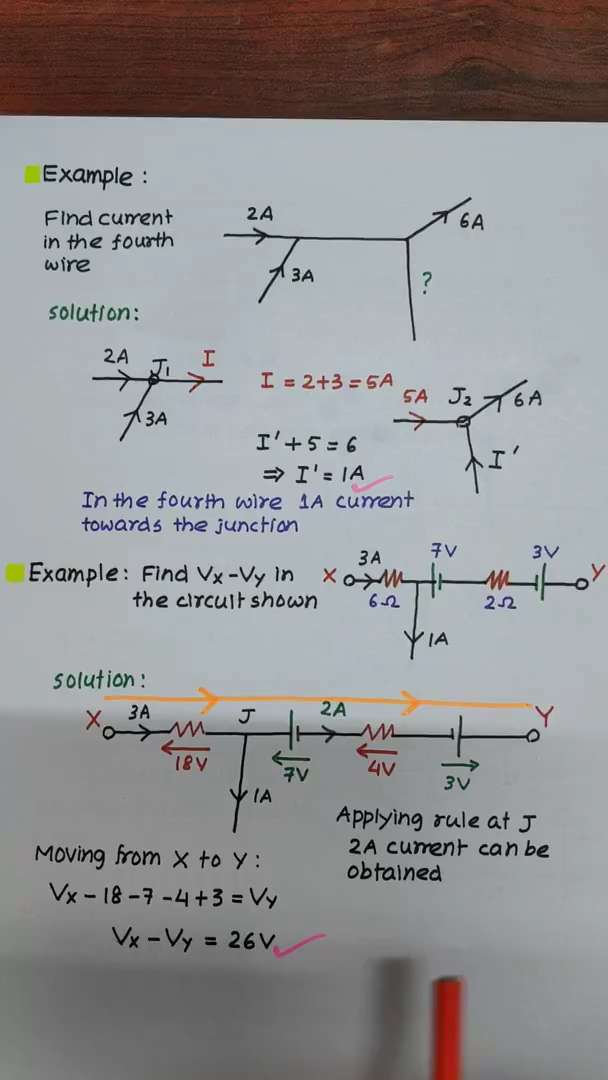 Example :
Find current
in the fourth
wire
2A
6A
3A
?
solution:
2A J1 I
3A
I = 2+3 = 5A
5A J2 6A
I'
I' + 5 = 6
⇒ I' = 1A
In the fourth wire 1A current
towards the junction
Example: Find Vx-Vy in
the circuit shown
X 3A 7V 3V Y
6Ω 2Ω
1A
solution:
X 3A J 2A Y
18V 7V 4V 3V
1A
Applying rule at J
2A current can be
obtained
Moving from X to Y:
Vx - 18 - 7 - 4 + 3 = Vy
Vx - Vy = 26V